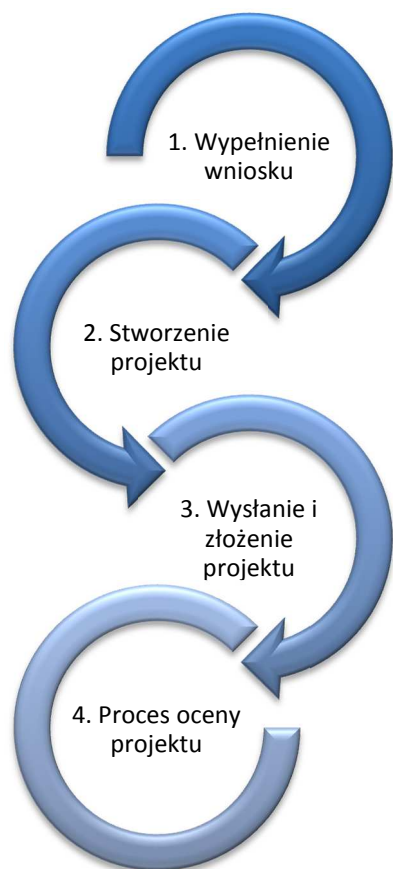 1. Wypełnienie
wniosku
2. Stworzenie
projektu
3. Wysłanie i
złożenie
projektu
4. Proces oceny
projektu